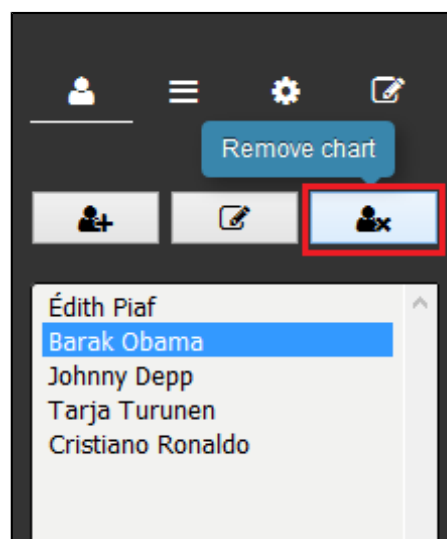 Remove chart
Édith Piaf
Barak Obama
Johnny Depp
Tarja Turunen
Cristiano Ronaldo